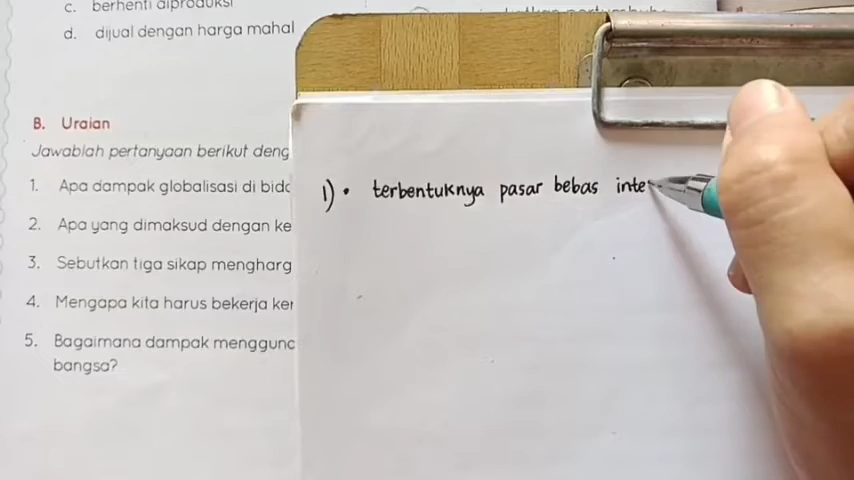 c. berhenti diproduksi
d. dijual dengan harga mahal
B. Uraian
Jawablah pertanyaan berikut deng
1. Apa dampak globalisasi di bida
2. Apa yang dimaksud dengan ke
3. Sebutkan tiga sikap mengharg
4. Mengapa kita harus bekerja ker
5. Bagaimana dampak mengguna
bangsa?
1) • terbentuknya pasar bebas inte